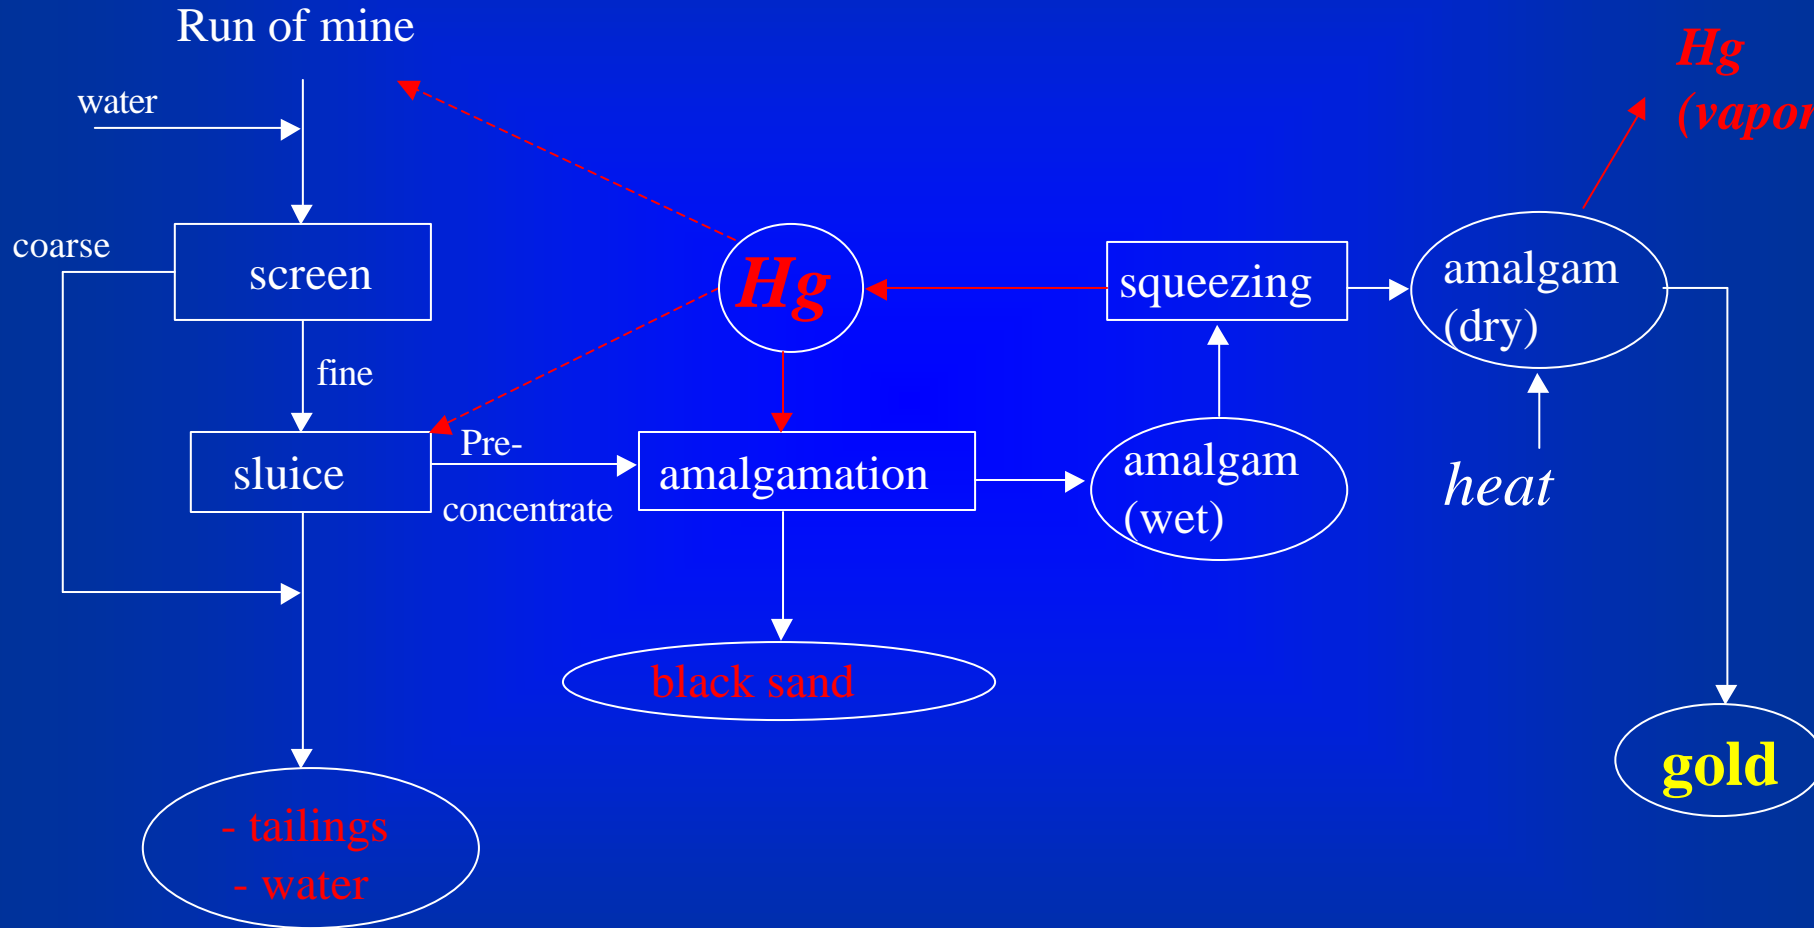 Run of mine
Hg
(vapor
water
coarse
screen
Hg
squeezing
amalgam
(dry)
fine
sluice
Pre-
concentrate
amalgamation
amalgam
(wet)
heat
black sand
gold
- tailings
- water